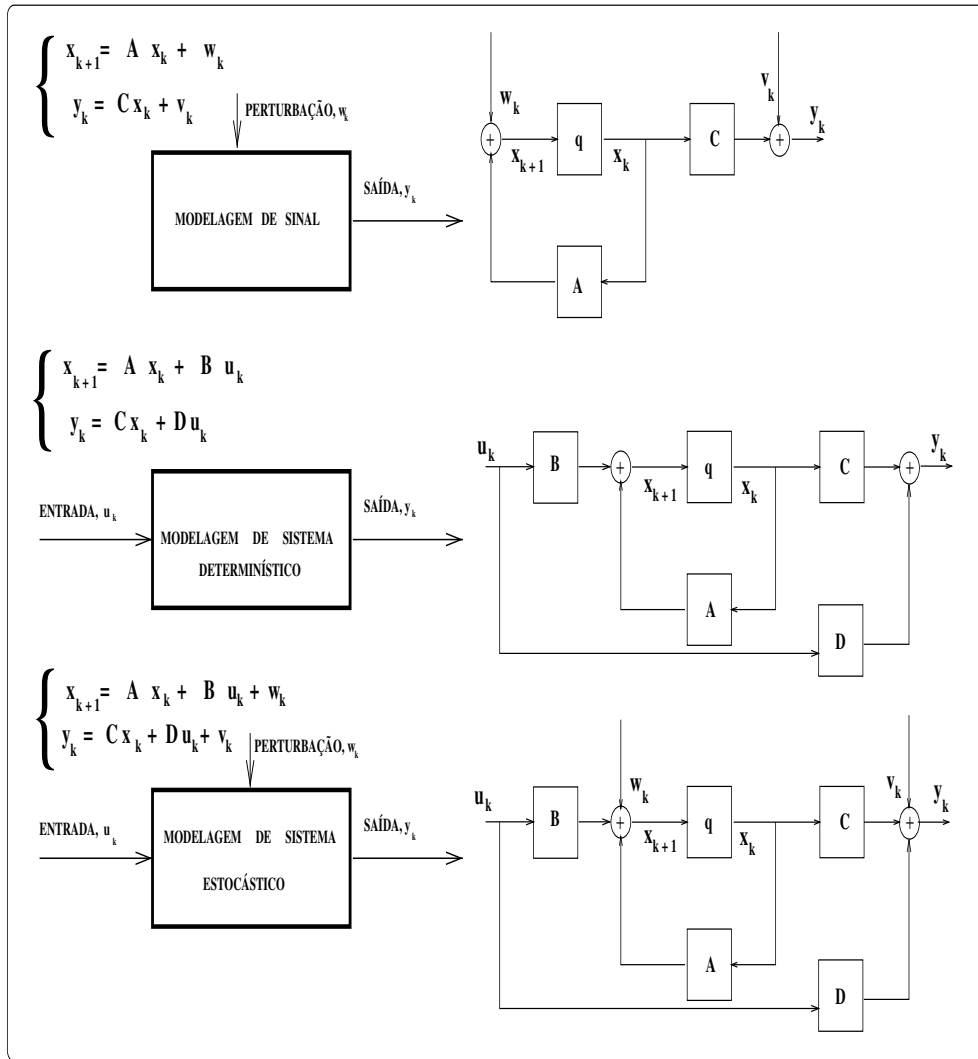 x_{k+1} = A x_k + w_k
y_k = C x_k + v_k
PERTURBAÇÃO, w_k
MODELAGEM DE SINAL
SAÍDA, y_k
w_k
v_k
y_k
+
x_{k+1}
q
x_k
C
+
A
x_{k+1} = A x_k + B u_k
y_k = C x_k + D u_k
ENTRADA, u_k
MODELAGEM DE SISTEMA
DETERMINÍSTICO
SAÍDA, y_k
u_k
B
+
x_{k+1}
q
x_k
C
+
y_k
A
D
x_{k+1} = A x_k + B u_k + w_k
y_k = C x_k + D u_k + v_k
PERTURBAÇÃO, w_k
ENTRADA, u_k
MODELAGEM DE SISTEMA
ESTOCÁSTICO
SAÍDA, y_k
u_k
B
w_k
+
x_{k+1}
q
x_k
C
v_k
+
y_k
A
D